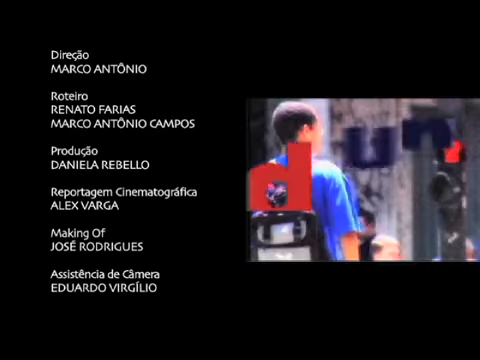 Direção
MARCO ANTÔNIO
Roteiro
RENATO FARIAS
MARCO ANTÔNIO CAMPOS
Produção
DANIELA REBELLO
Reportagem Cinematográfica
ALEX VARGA
Making Of
JOSÉ RODRIGUES
Assistência de Câmera
EDUARDO VIRGÍLIO
d un